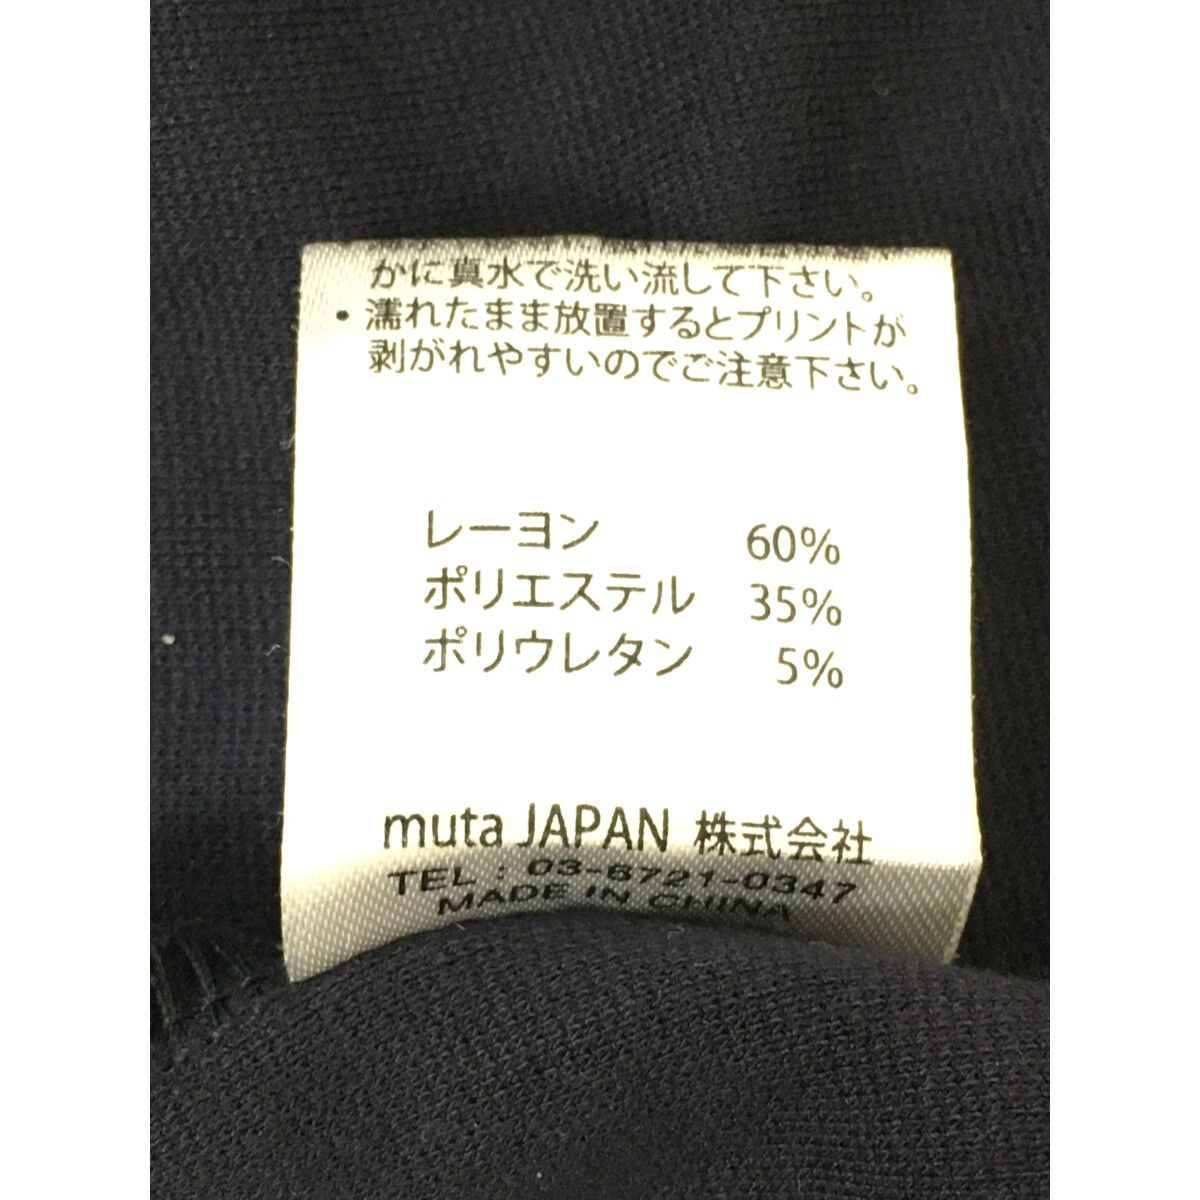 かに真水で洗い流して下さい。
・濡れたまま放置するとプリントが
剥がれやすいのでご注意下さい。
レーヨン 60%
ポリエステル 35%
ポリウレタン 5%
muta JAPAN 株式会社
TEL : 03-6721-0347
MADE IN CHINA